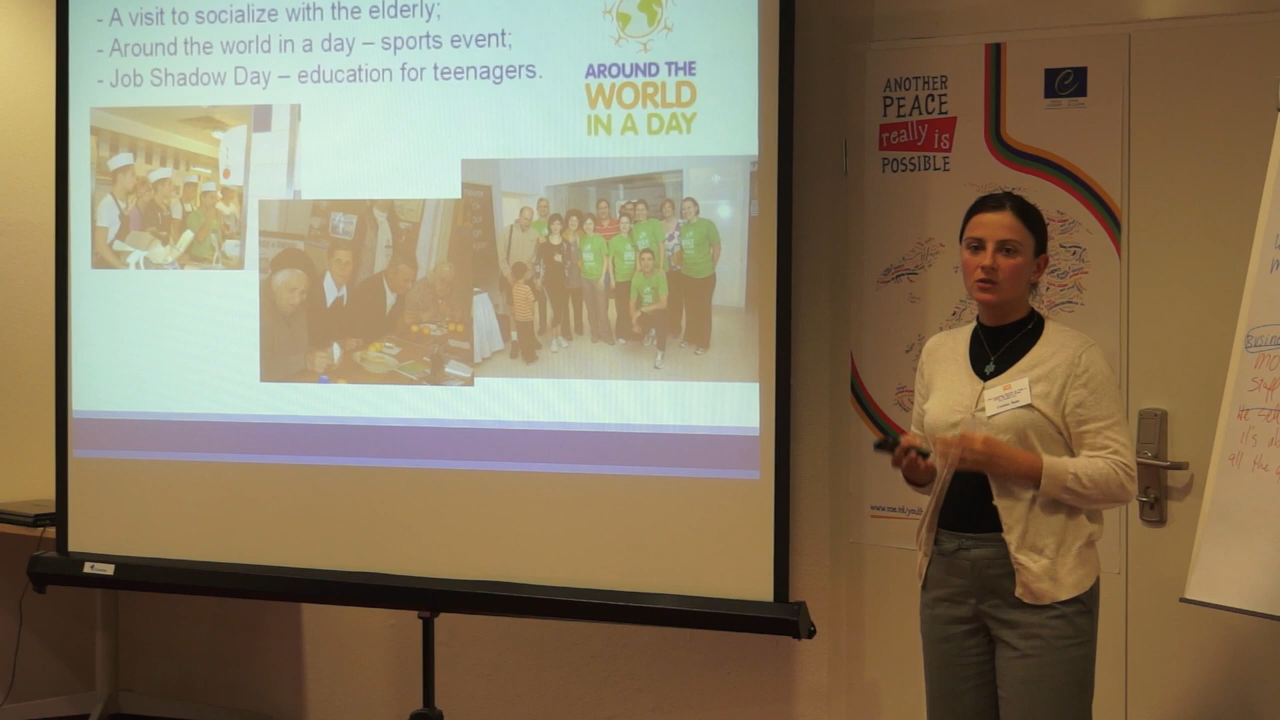 - A visit to socialize with the elderly;
- Around the world in a day – sports event;
- Job Shadow Day – education for teenagers.
AROUND THE
WORLD
IN A DAY
ANOTHER
PEACE
really is
POSSIBLE